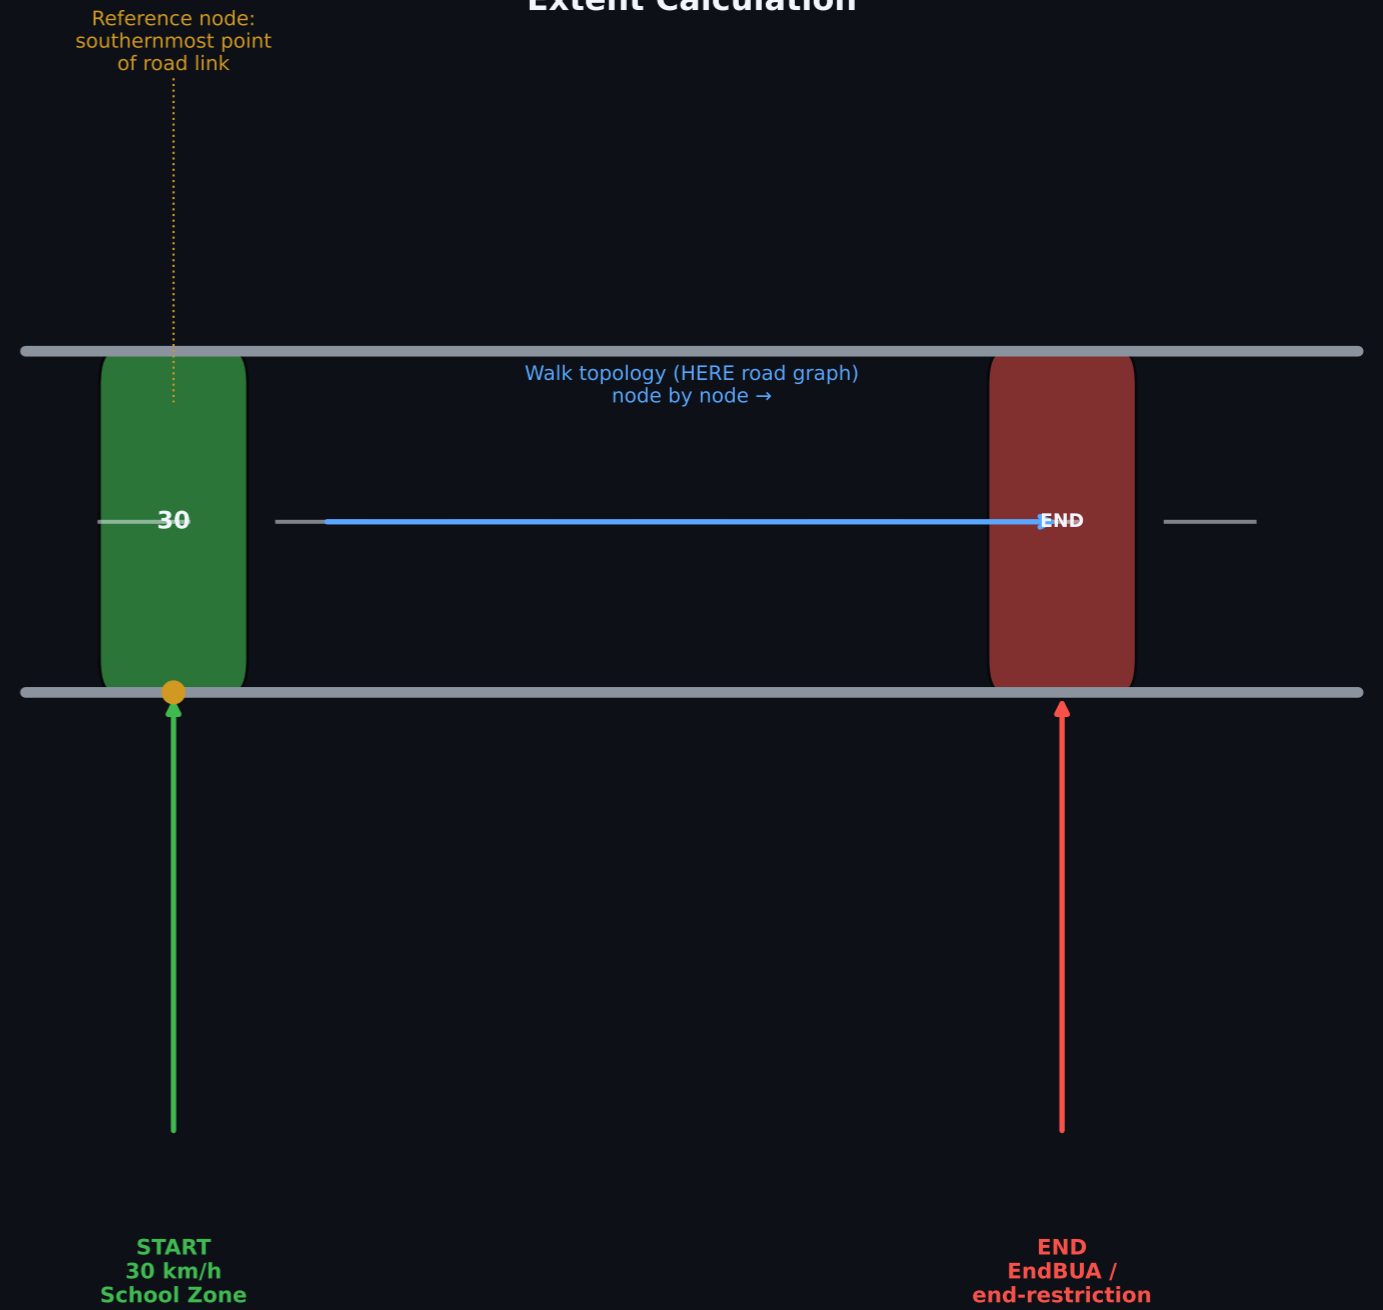 Extent Calculation
Reference node:
southernmost point
of road link
Walk topology (HERE road graph)
node by node →
30
END
START
30 km/h
School Zone
END
EndBUA /
end-restriction